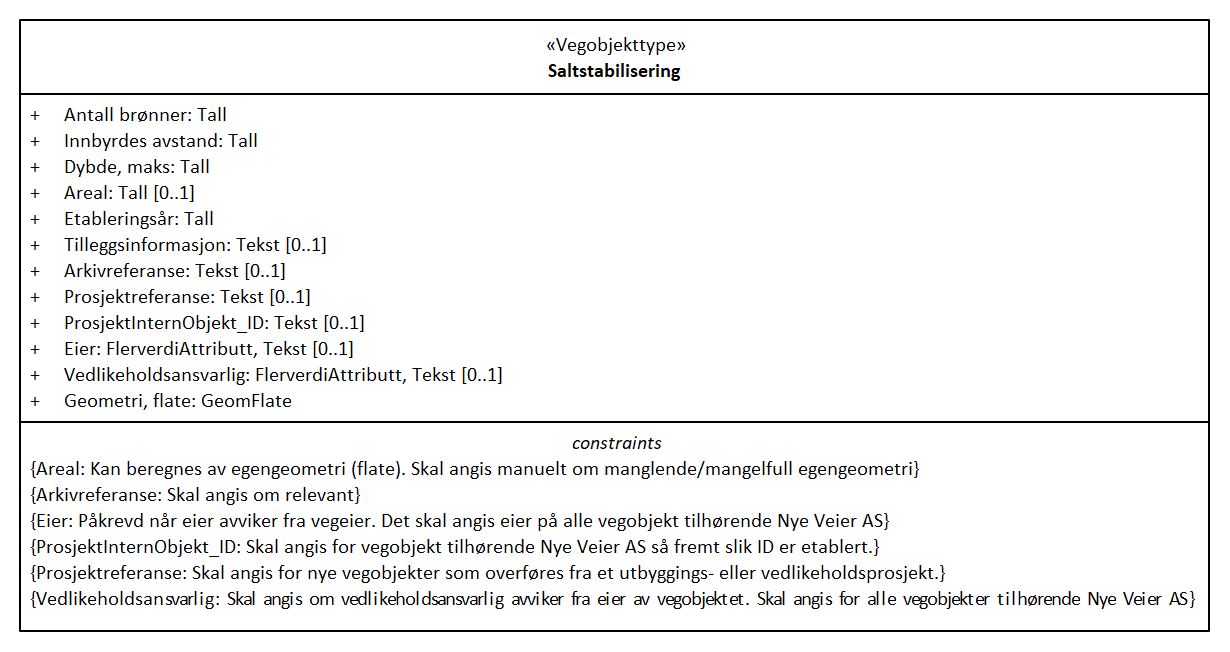 «Vegobjekttype»
Saltstabilisering
+ Antall brønner: Tall
+ Innbyrdes avstand: Tall
+ Dybde, maks: Tall
+ Areal: Tall [0..1]
+ Etableringsår: Tall
+ Tilleggsinformasjon: Tekst [0..1]
+ Arkivreferanse: Tekst [0..1]
+ Prosjektreferanse: Tekst [0..1]
+ ProsjektInternObjekt_ID: Tekst [0..1]
+ Eier: FlerverdiAttributt, Tekst [0..1]
+ Vedlikeholdsansvarlig: FlerverdiAttributt, Tekst [0..1]
+ Geometri, flate: GeomFlate
constraints
{Areal: Kan beregnes av egengeometri (flate). Skal angis manuelt om manglende/mangelfull egengeometri}
{Arkivreferanse: Skal angis om relevant}
{Eier: Påkrevd når eier avviker fra vegeier. Det skal angis eier på alle vegobjekt tilhørende Nye Veier AS}
{ProsjektInternObjekt_ID: Skal angis for vegobjekt tilhørende Nye Veier AS så fremt slik ID er etablert.}
{Prosjektreferanse: Skal angis for nye vegobjekter som overføres fra et utbyggings- eller vedlikeholdsprosjekt.}
{Vedlikeholdsansvarlig: Skal angis om vedlikeholdsansvarlig avviker fra eier av vegobjektet. Skal angis for alle vegobjekter tilhørende Nye Veier AS}